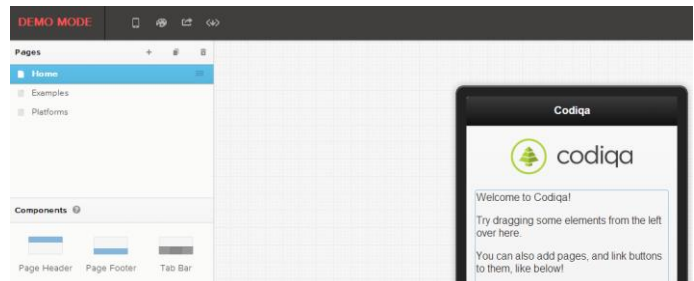 DEMO MODE
Pages
Home
Examples
Platforms
Components
Page Header Page Footer Tab Bar
Codiqa
codiqa
Welcome to Codiqa!
Try dragging some elements from the left
over here.
You can also add pages, and link buttons
to them, like below!